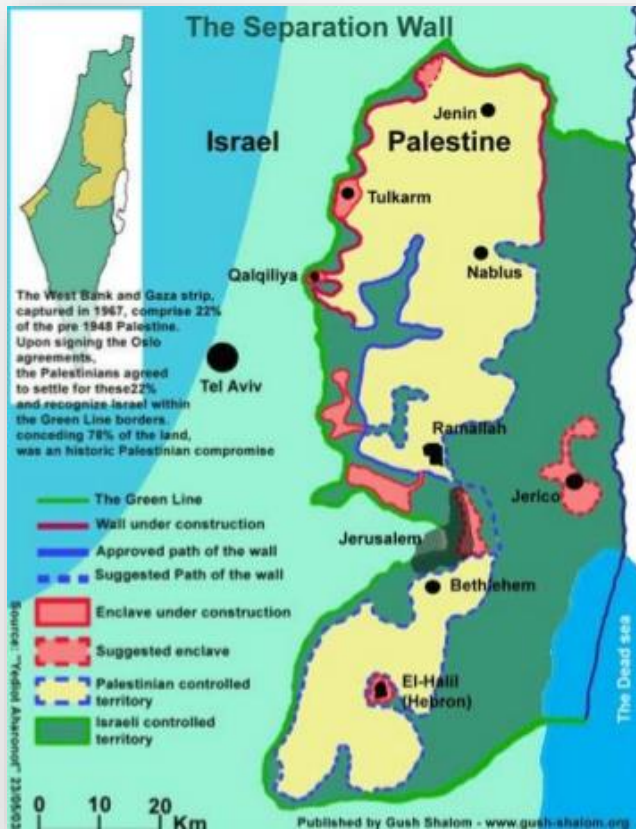 The Separation Wall
Israel
Palestine
Jenin
Tulkarm
Nablus
Qalqiliya
The West Bank and Gaza strip,
captured in 1967, comprise 22%
of the pre 1948 Palestine.
Upon signing the Oslo
agreements,
the Palestinians agreed
to settle for these22%
and recognize Israel within
the Green Line borders.
conceding 78% of the land,
was an historic Palestinian compromise
Tel Aviv
Ramallah
Jerico
Jerusalem
Bethlehem
El-Halil
(Hebron)
The Dead sea
The Green Line
Wall under construction
Approved path of the wall
Suggested Path of the wall
Enclave under construction
Suggested enclave
Palestinian controlled
territory
Israeli controlled
territory
Source: "Yediot Aharonot" 23/05/03
0 10 20
Km
Published by Gush Shalom - www.gush-shalom.org